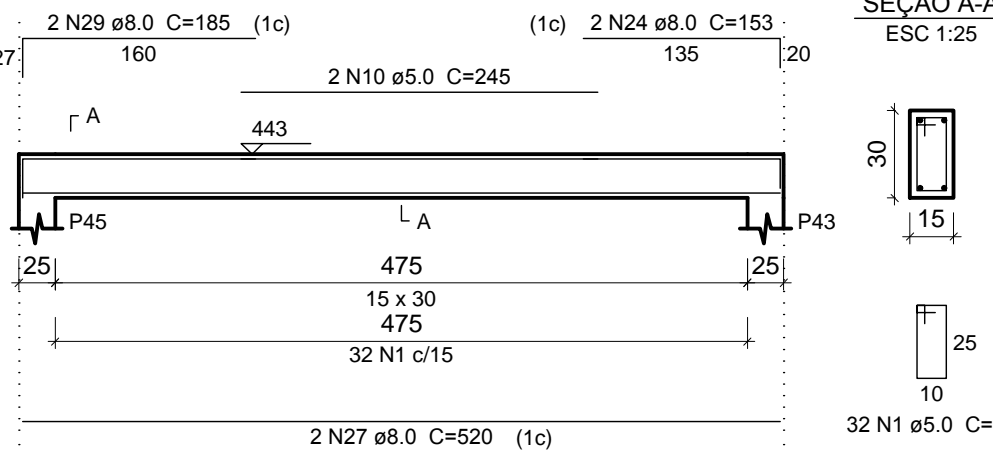 2 N29 ø8.0 C=185 (1c)
(1c) 2 N24 ø8.0 C=153
SEÇÃO A-A
ESC 1:25
27
160
135
20
2 N10 ø5.0 C=245
A
443
30
15
P45
A
P43
25
475
25
15 x 30
475
32 N1 c/15
25
10
2 N27 ø8.0 C=520 (1c)
32 N1 ø5.0 C=